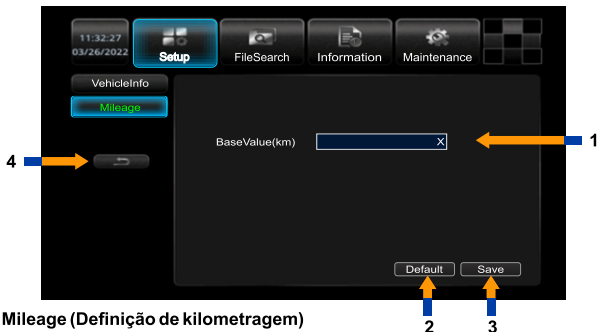 11:32:27
03/26/2022
Setup
FileSearch
Information
Maintenance
VehicleInfo
Mileage
BaseValue(km)
X
1
4
Default
Save
2
3
Mileage (Definição de kilometragem)